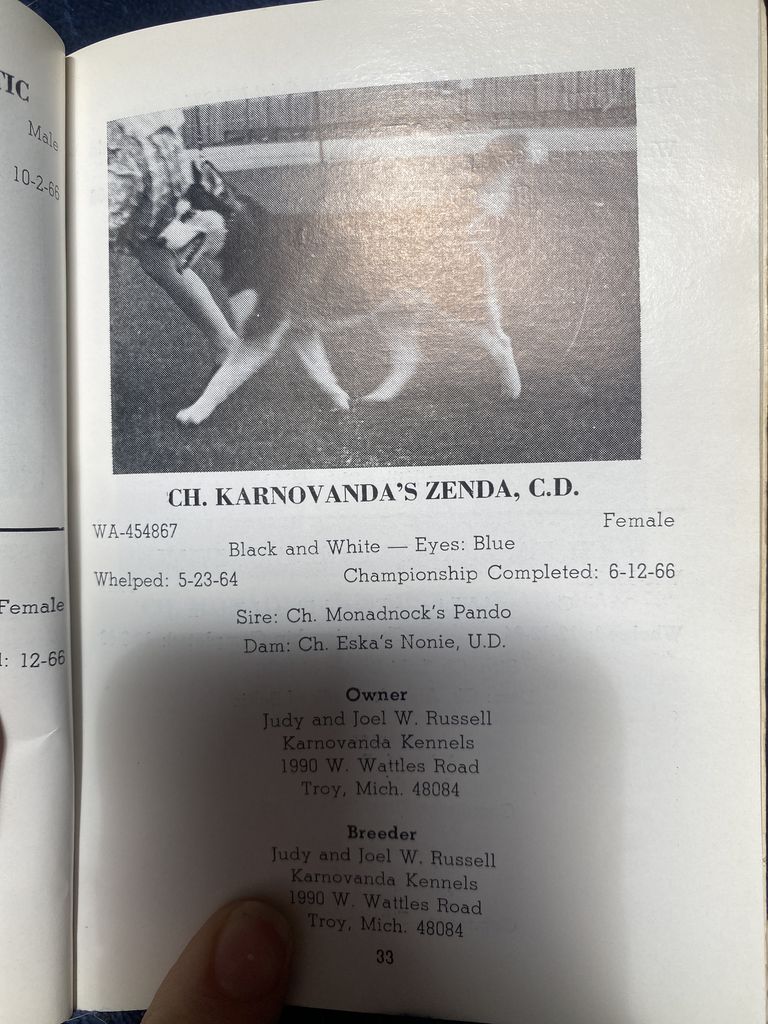 TIC
Male
10-2-66
Female
: 12-66
CH. KARNOVANDA'S ZENDA, C.D.
WA-454867 Female
Black and White — Eyes: Blue
Whelped: 5-23-64 Championship Completed: 6-12-66
Sire: Ch. Monadnock's Pando
Dam: Ch. Eska's Nonie, U.D.
Owner
Judy and Joel W. Russell
Karnovanda Kennels
1990 W. Wattles Road
Troy, Mich. 48084
Breeder
Judy and Joel W. Russell
Karnovanda Kennels
1990 W. Wattles Road
Troy, Mich. 48084
33